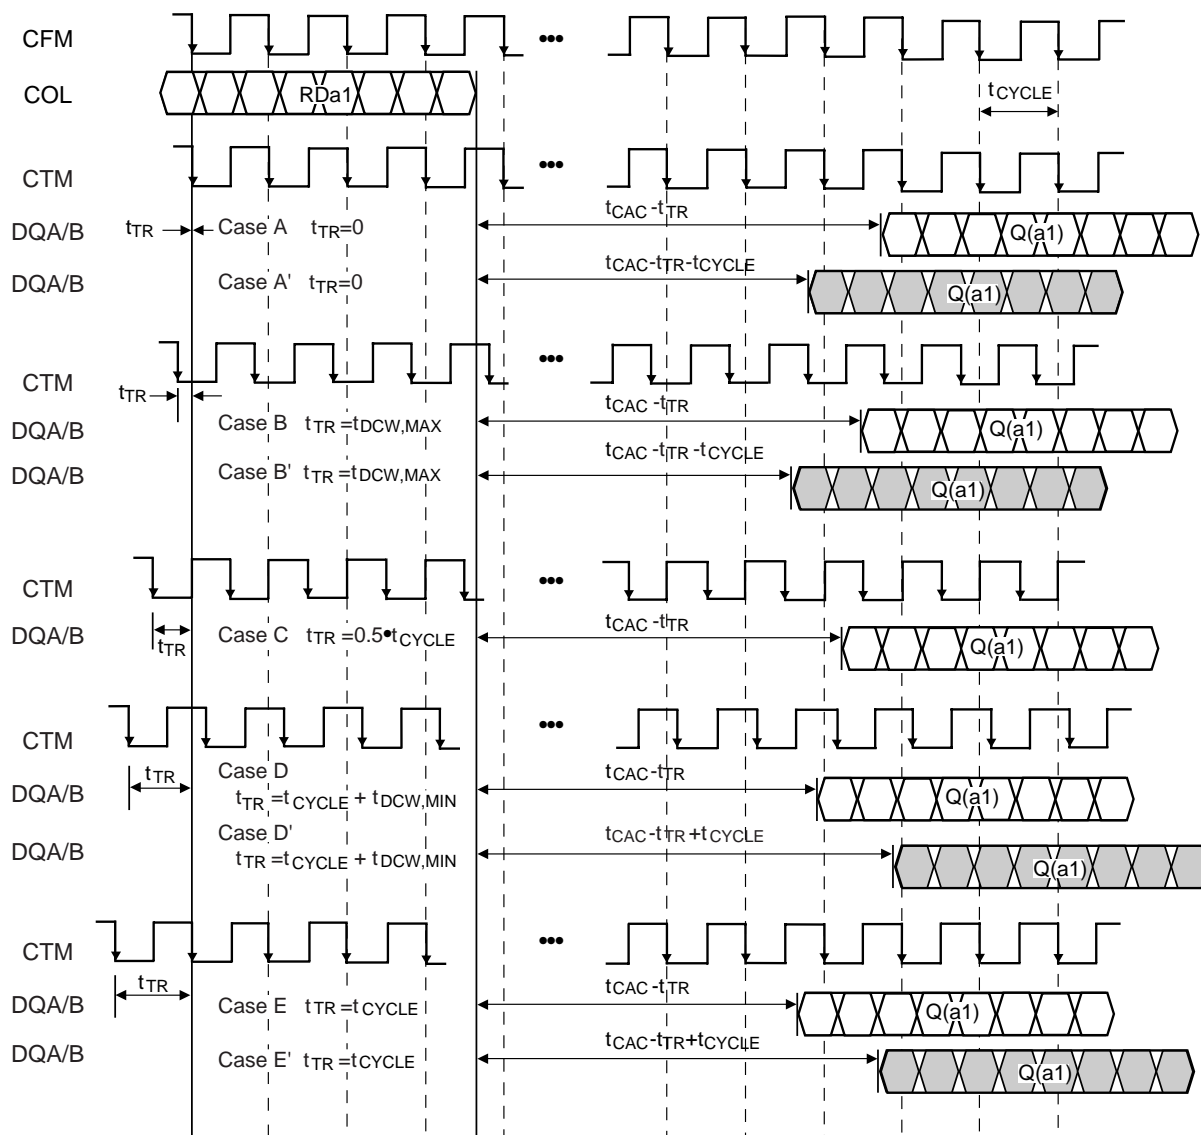 CFM •••
COL RDa1 tCYCLE
CTM •••
tCAC-tTR
DQA/B tTR Case A tTR=0 Q(a1)
tCAC-tTR-tCYCLE
DQA/B Case A' tTR=0 Q(a1)
CTM •••
tTR tCAC -tTR
DQA/B Case B tTR=tDCW,MAX Q(a1)
tCAC -tTR -tCYCLE
DQA/B Case B' tTR=tDCW,MAX Q(a1)
CTM •••
tCAC -tTR
DQA/B tTR Case C tTR=0.5•tCYCLE Q(a1)
CTM •••
tTR Case D tCAC-tTR
DQA/B tTR=tCYCLE + tDCW,MIN Q(a1)
Case D' tCAC-tTR+tCYCLE
DQA/B tTR=tCYCLE + tDCW,MIN Q(a1)
CTM •••
tTR tCAC-tTR
DQA/B Case E tTR=tCYCLE Q(a1)
tCAC-tTR+tCYCLE
DQA/B Case E' tTR=tCYCLE Q(a1)